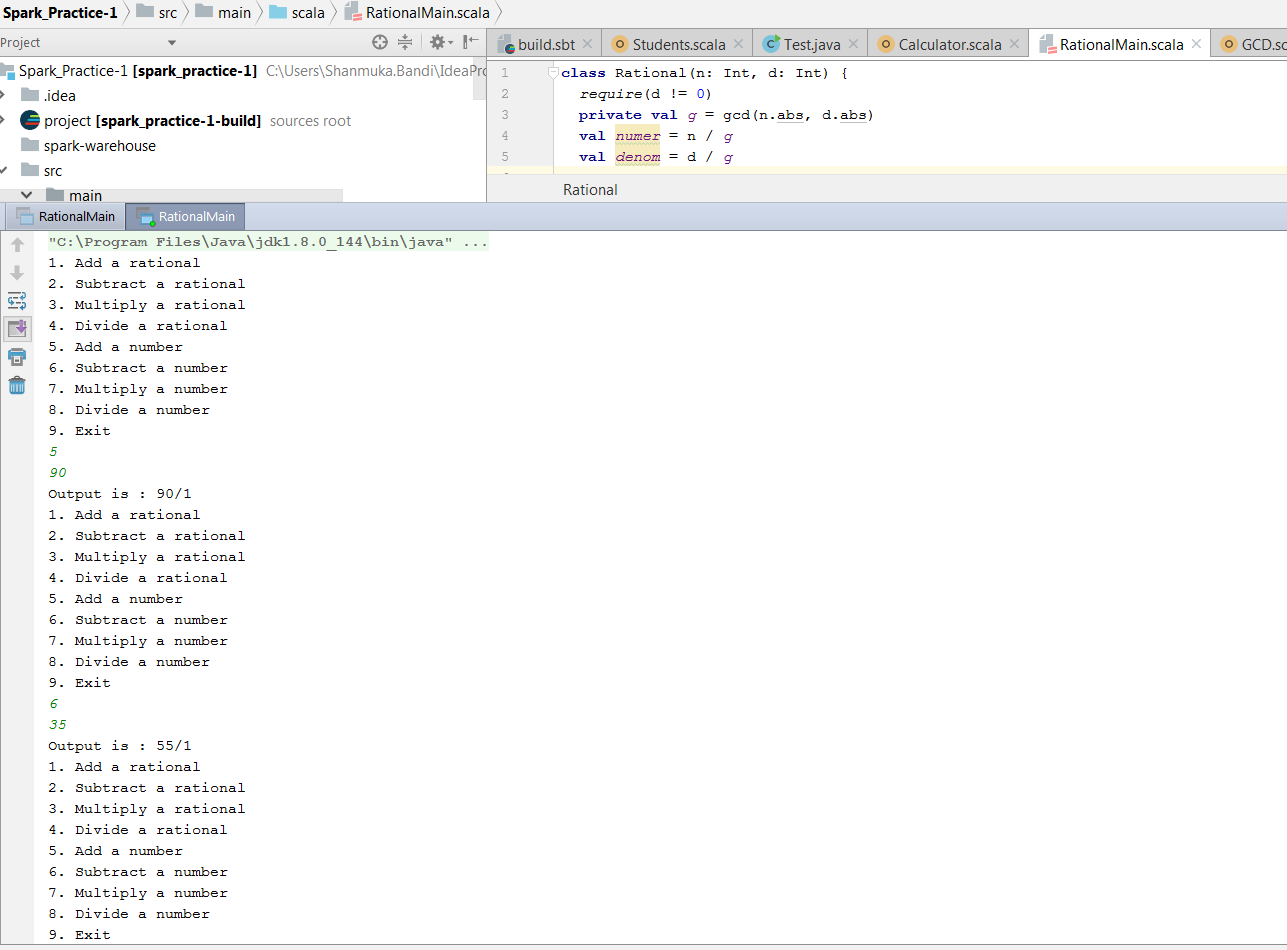 Spark_Practice-1 src main scala RationalMain.scala
Project
build.sbt Students.scala Test.java Calculator.scala RationalMain.scala GCD.sc
Spark_Practice-1 [spark_practice-1] C:\Users\Shanmuka.Bandi\IdeaPro
.idea
project [spark_practice-1-build] sources root
spark-warehouse
src
main
1 class Rational(n: Int, d: Int) {
2 require(d != 0)
3 private val g = gcd(n.abs, d.abs)
4 val numer = n / g
5 val denom = d / g
Rational
RationalMain RationalMain
"C:\Program Files\Java\jdk1.8.0_144\bin\java" ...
1. Add a rational
2. Subtract a rational
3. Multiply a rational
4. Divide a rational
5. Add a number
6. Subtract a number
7. Multiply a number
8. Divide a number
9. Exit
5
90
Output is : 90/1
1. Add a rational
2. Subtract a rational
3. Multiply a rational
4. Divide a rational
5. Add a number
6. Subtract a number
7. Multiply a number
8. Divide a number
9. Exit
6
35
Output is : 55/1
1. Add a rational
2. Subtract a rational
3. Multiply a rational
4. Divide a rational
5. Add a number
6. Subtract a number
7. Multiply a number
8. Divide a number
9. Exit